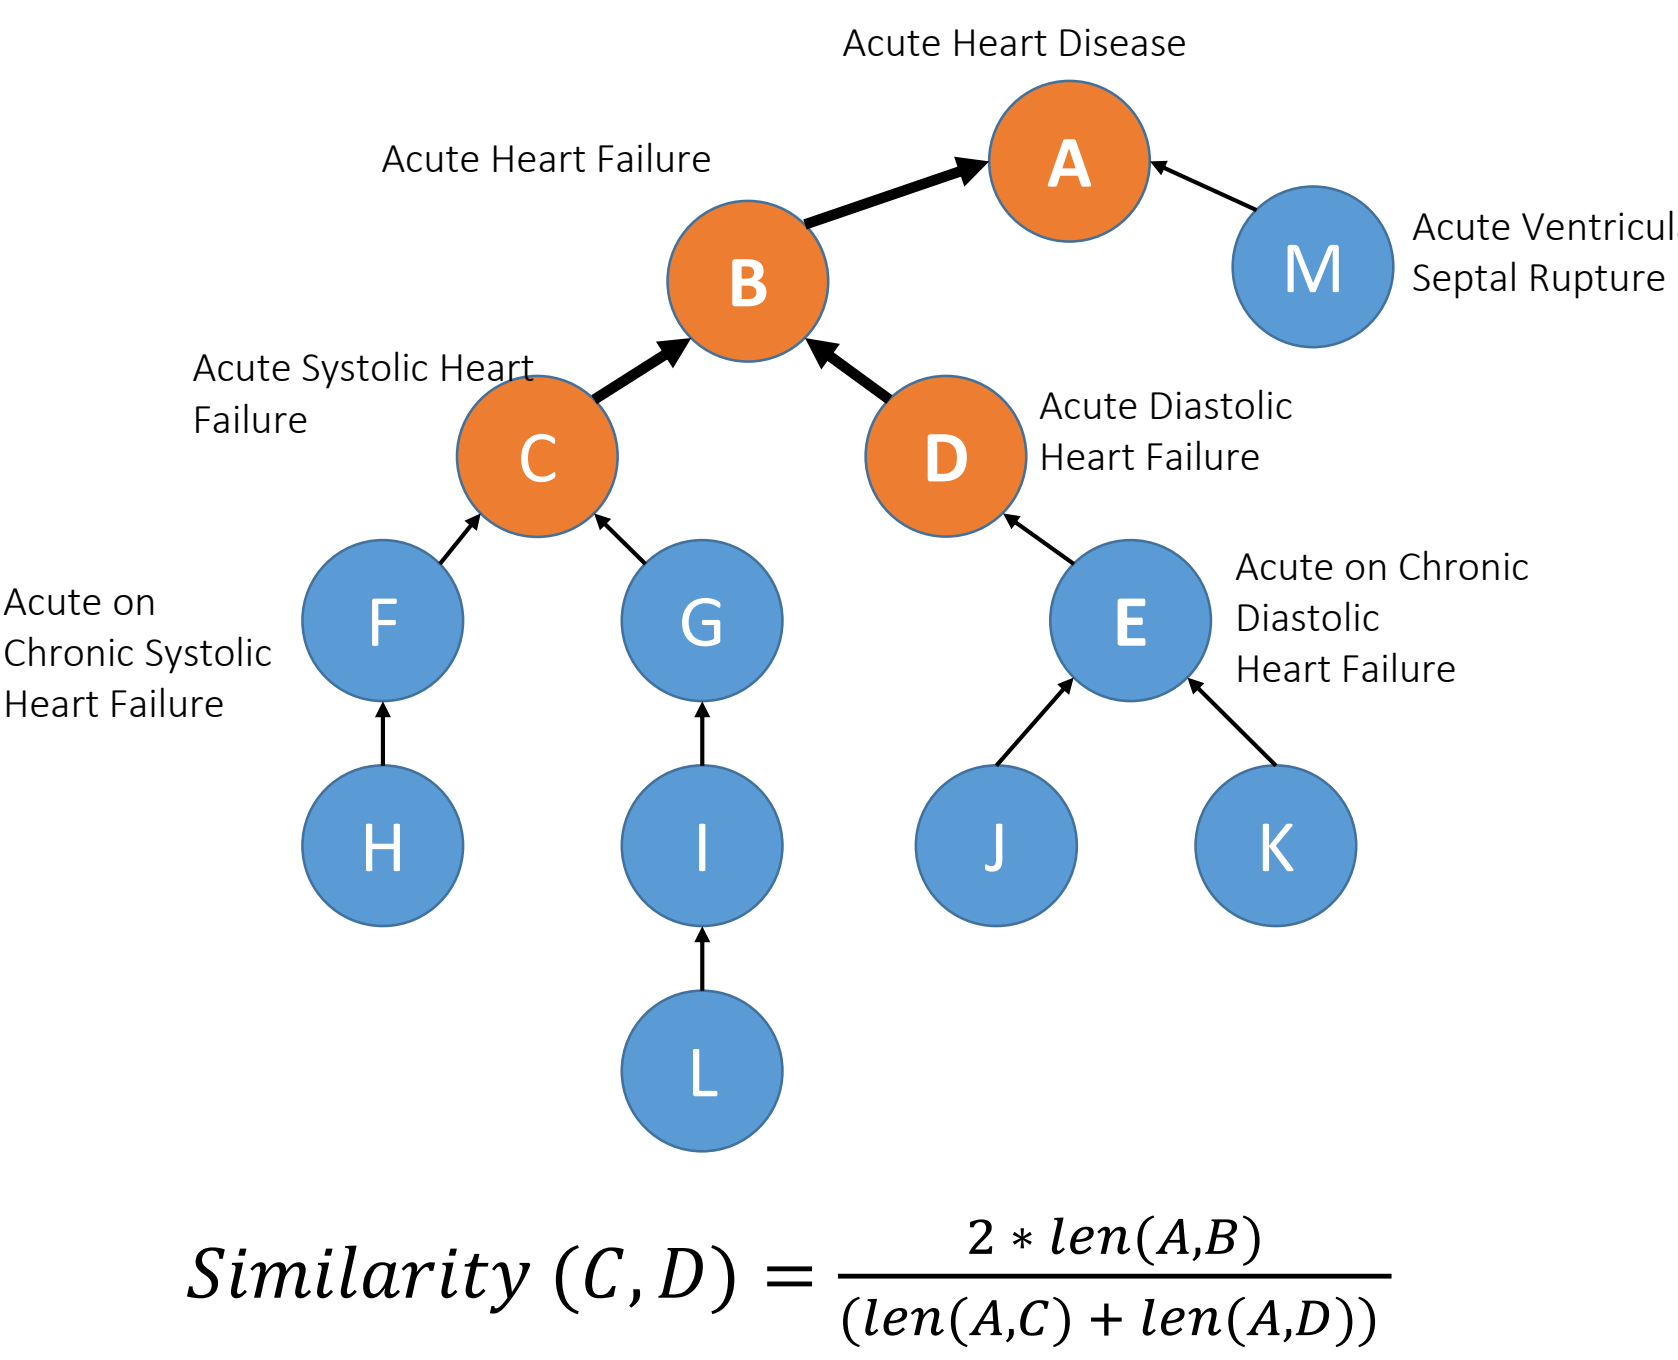 Acute Heart Disease
A
Acute Heart Failure
B
M
Acute
Septal Rupture
Acute Systolic Heart
Failure
C
D
Acute Diastolic
Heart Failure
F
G
E
Acute on
Chronic Systolic
Heart Failure
Acute on Chronic
Diastolic
Heart Failure
H
I
J
K
L
Similarity (C, D) = 2 * len(A,B) / (len(A,C) + len(A,D))